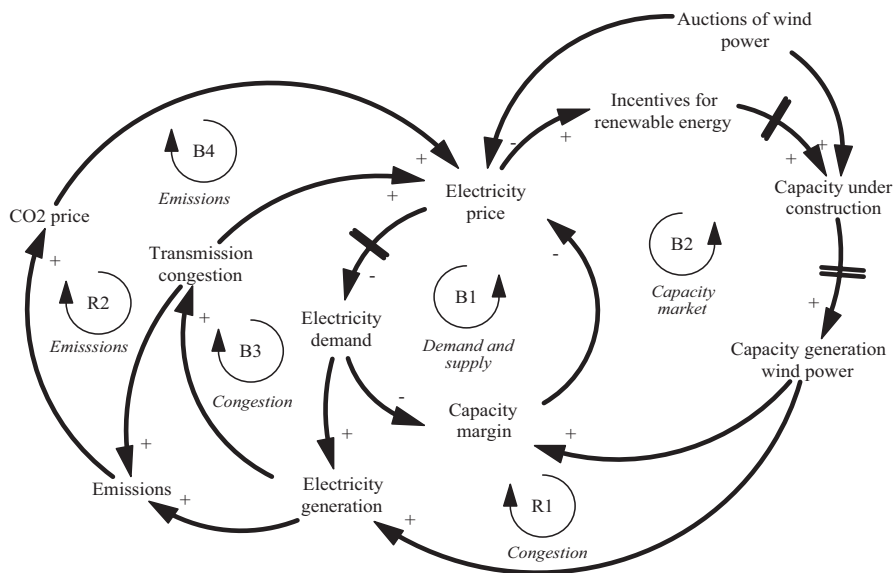 Auctions of wind
power
Incentives for
renewable energy
-
+
+
+
B4
Emissions
+
+
Electricity
price
Capacity under
construction
CO2 price
+
Transmission
congestion
B2
Capacity
market
-
-
R2
Emisssions
+
B1
Demand and
supply
+
Electricity
demand
B3
Congestion
Capacity generation
wind power
-
Capacity
margin
+
+
+
Emissions
+
Electricity
generation
+
R1
Congestion